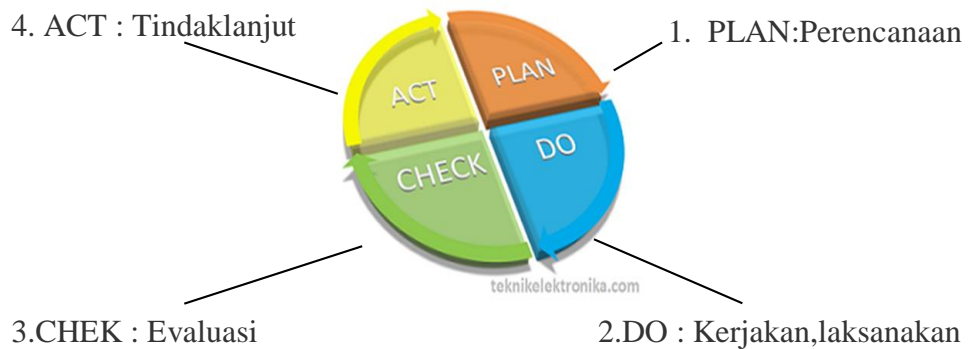 4. ACT : Tindaklanjut
1. PLAN:Perencanaan
ACT
PLAN
CHECK
DO
teknikelektronika.com
3.CHEK : Evaluasi
2.DO : Kerjakan,laksanakan